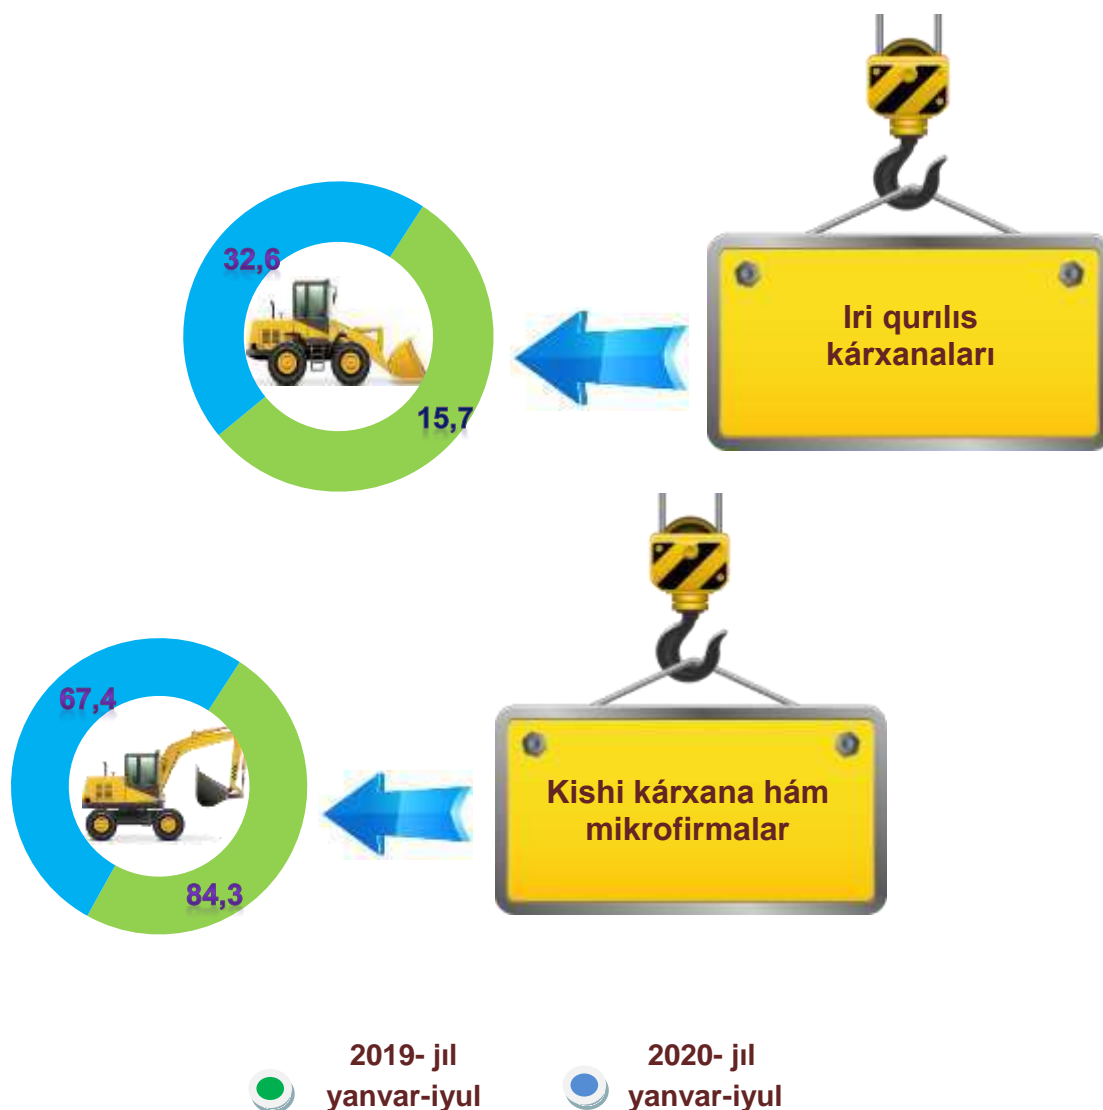 32,6
Iri qurılıs
kárxanaları
15,7
67,4
Kishi kárxana hám
mikrofirmalar
84,3
2019- jıl
yanvar-iyul
2020- jıl
yanvar-iyul